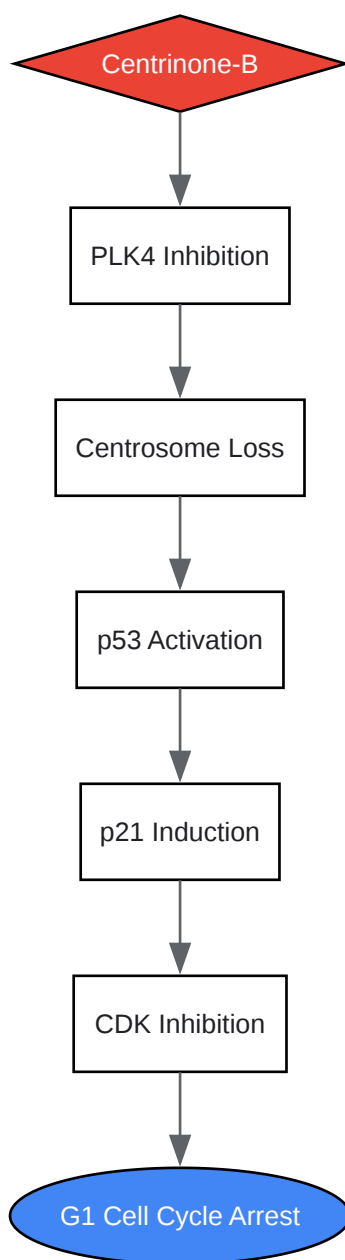 Centrinone-B
PLK4 Inhibition
Centrosome Loss
p53 Activation
p21 Induction
CDK Inhibition
G1 Cell Cycle Arrest